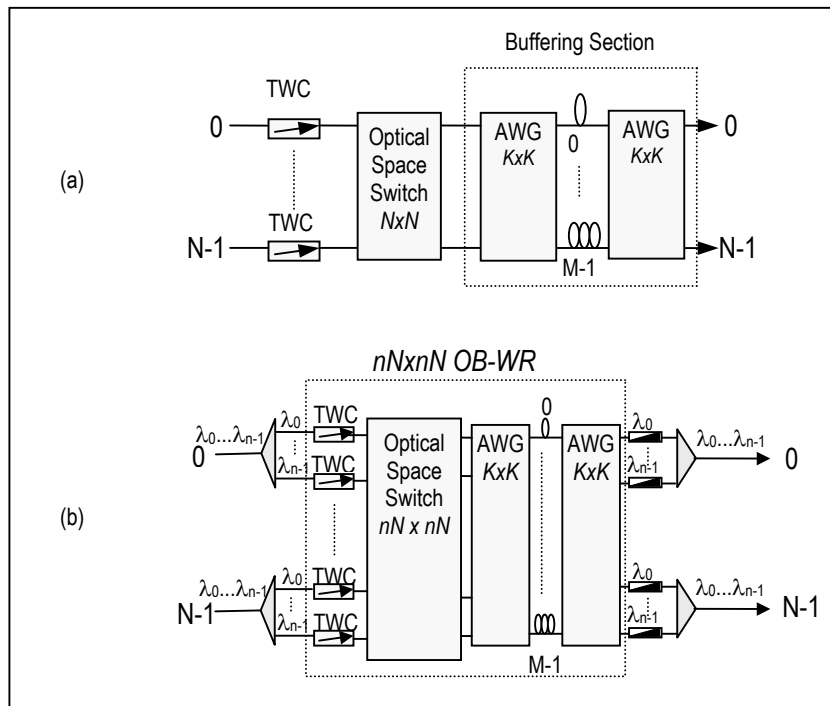 Buffering Section
TWC
0
Optical
Space
Switch
NxN
AWG
KxK
0
AWG
KxK
0
(a)
TWC
N-1
M-1
N-1
nNxnN OB-WR
λ0...λn-1
0
λ0
TWC
λn-1
TWC
Optical
Space
Switch
nN x nN
AWG
KxK
0
AWG
KxK
λ0
λn-1
λ0...λn-1
0
(b)
λ0...λn-1
N-1
λ0
TWC
λn-1
TWC
M-1
λ0
λn-1
λ0...λn-1
N-1